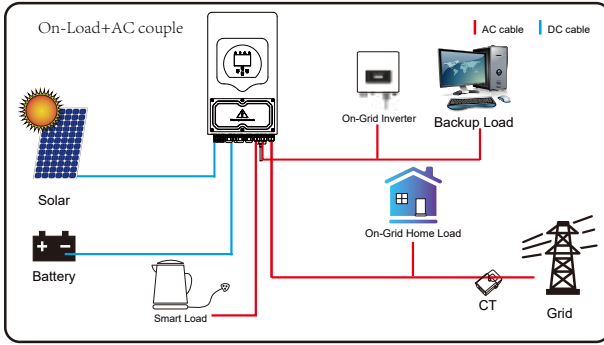 On-Load+AC couple
AC cable
DC cable
On-Grid Inverter
Backup Load
Solar
On-Grid Home Load
Battery
Smart Load
CT
Grid